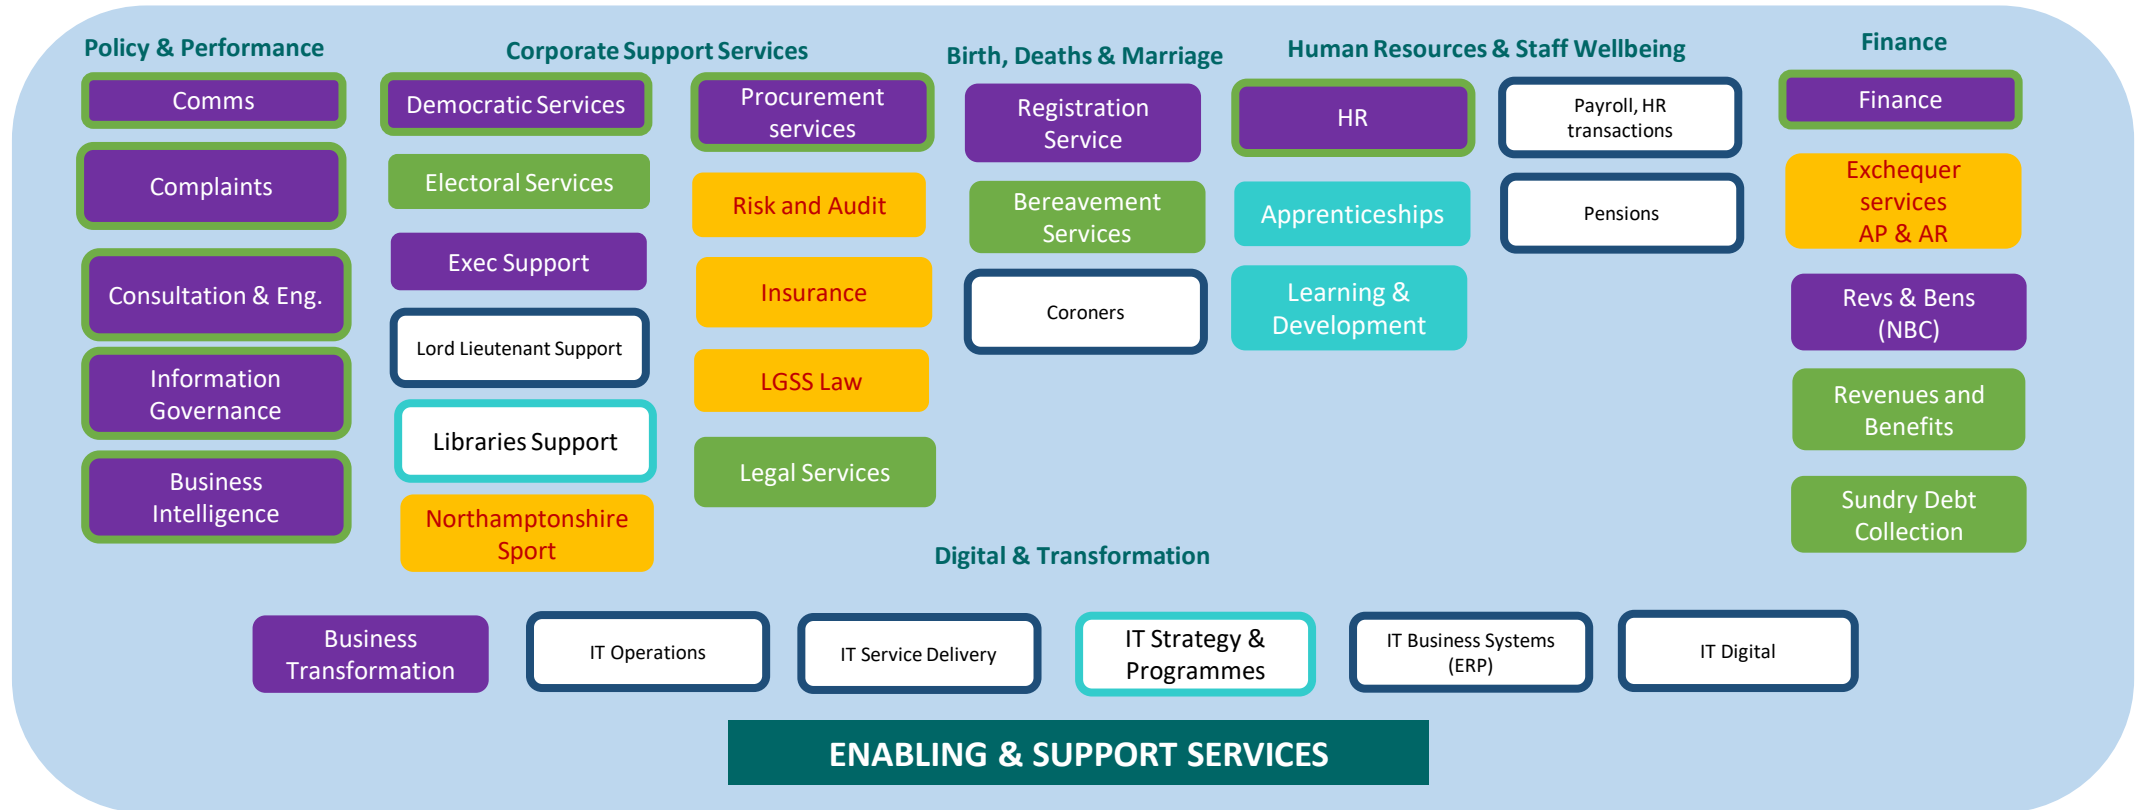 Policy & Performance
Comms
Complaints
Consultation & Eng.
Information
Governance
Business
Intelligence
Corporate Support Services
Democratic Services
Electoral Services
Exec Support
Lord Lieutenant Support
Libraries Support
Northamptonshire
Sport
Procurement
services
Risk and Audit
Insurance
LGSS Law
Legal Services
Birth, Deaths & Marriage
Registration
Service
Bereavement
Services
Coroners
Human Resources & Staff Wellbeing
HR
Apprenticeships
Learning &
Development
Payroll, HR
transactions
Pensions
Finance
Finance
Exchequer
services
AP & AR
Revs & Bens
(NBC)
Revenues and
Benefits
Sundry Debt
Collection
Digital & Transformation
Business
Transformation
IT Operations
IT Service Delivery
IT Strategy &
Programmes
IT Business Systems
(ERP)
IT Digital
ENABLING & SUPPORT SERVICES